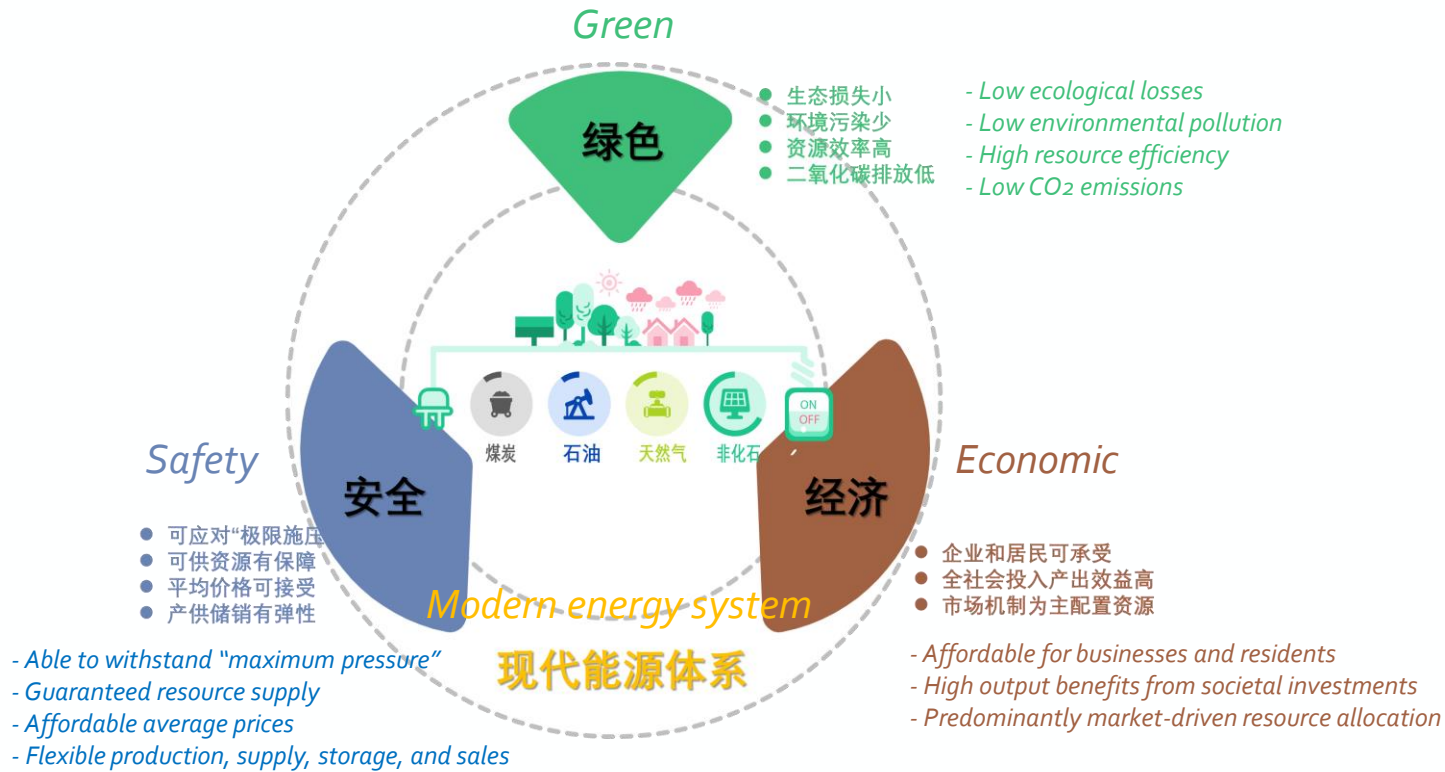 Green
绿色
生态损失小
环境污染少
资源效率高
二氧化碳排放低
- Low ecological losses
- Low environmental pollution
- High resource efficiency
- Low CO2 emissions
煤炭
石油
天然气
非化石
ON
OFF
Safety
安全
可应对“极限施压
可供资源有保障
平均价格可接受
产供储销有弹性
- Able to withstand “maximum pressure”
- Guaranteed resource supply
- Affordable average prices
- Flexible production, supply, storage, and sales
Economic
经济
企业和居民可承受
全社会投入产出效益高
市场机制为主配置资源
- Affordable for businesses and residents
- High output benefits from societal investments
- Predominantly market-driven resource allocation
Modern energy system
现代能源体系